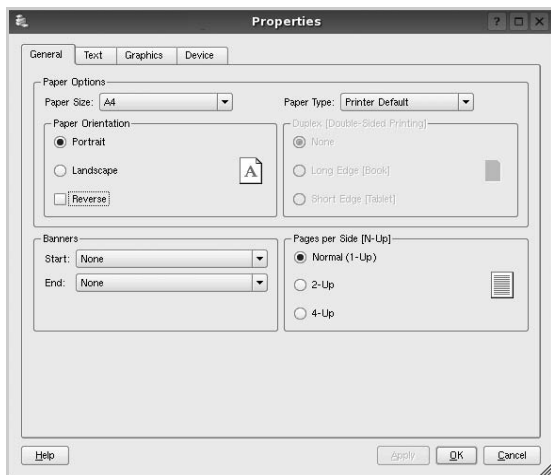 Properties
General Text Graphics Device
Paper Options
Paper Size: A4 Paper Type: Printer Default
Paper Orientation Duplex [Double-Sided Printing]
Portrait None
Landscape A Long Edge [Book]
Reverse Short Edge [Tablet]
Banners Pages per Side [N-Up]
Start: None Normal (1-Up)
End: None 2-Up
4-Up
Help Apply OK Cancel